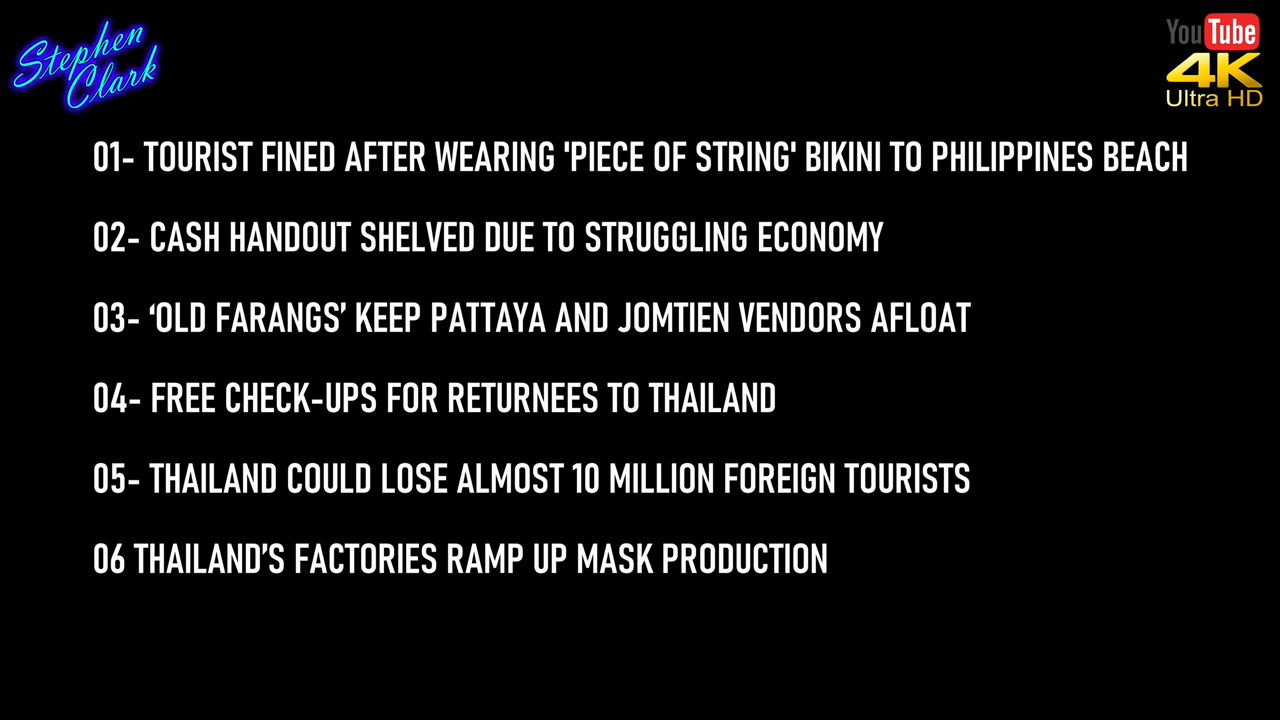 Stephen
Clark
YouTube
4K
Ultra HD
01- TOURIST FINED AFTER WEARING 'PIECE OF STRING' BIKINI TO PHILIPPINES BEACH
02- CASH HANDOUT SHELVED DUE TO STRUGGLING ECONOMY
03- ‘OLD FARANGS’ KEEP PATTAYA AND JOMTIEN VENDORS AFLOAT
04- FREE CHECK-UPS FOR RETURNEES TO THAILAND
05- THAILAND COULD LOSE ALMOST 10 MILLION FOREIGN TOURISTS
06 THAILAND’S FACTORIES RAMP UP MASK PRODUCTION